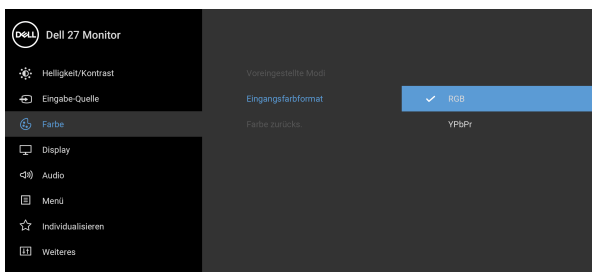 DELL Dell 27 Monitor
Helligkeit/Kontrast
Voreingestellte Modi
Eingabe-Quelle
Eingangsfarbformat
RGB
Farbe
Farbe zurücks.
YPbPr
Display
Audio
Menü
Individualisieren
Weiteres